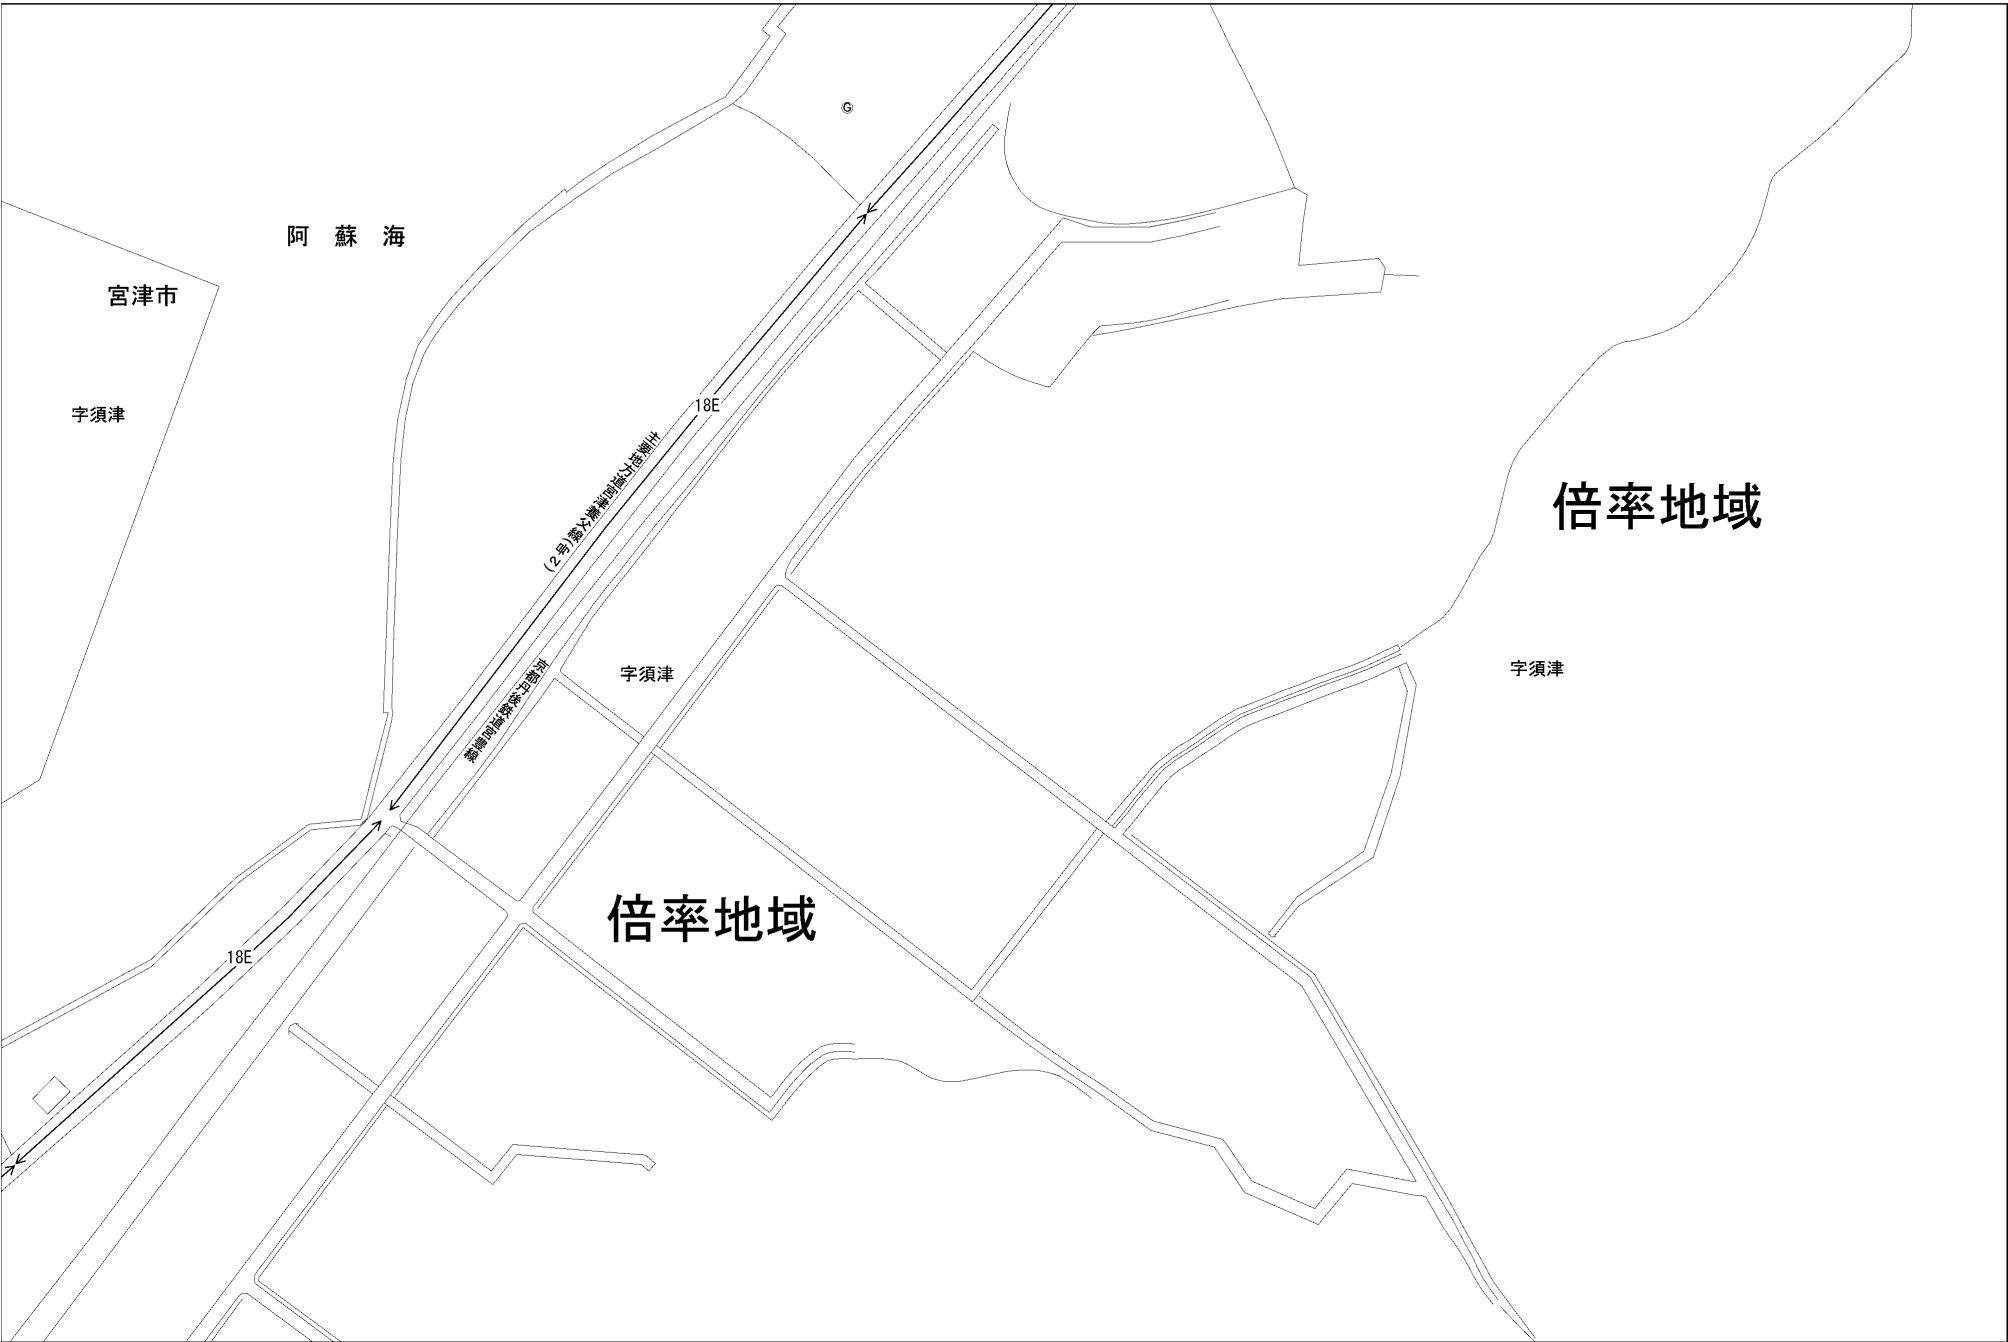 G
阿蘇海
宮津市
字須津
18E
主要地方道宮津養父線
(2号)
倍率地域
字須津
京都丹後鉄道宮豊線
字須津
倍率地域
18E